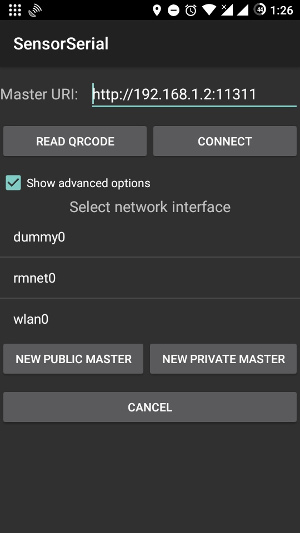 1:26
SensorSerial
Master URI: http://192.168.1.2:11311
READ QRCODE CONNECT
Show advanced options
Select network interface
dummy0
rmnet0
wlan0
NEW PUBLIC MASTER NEW PRIVATE MASTER
CANCEL